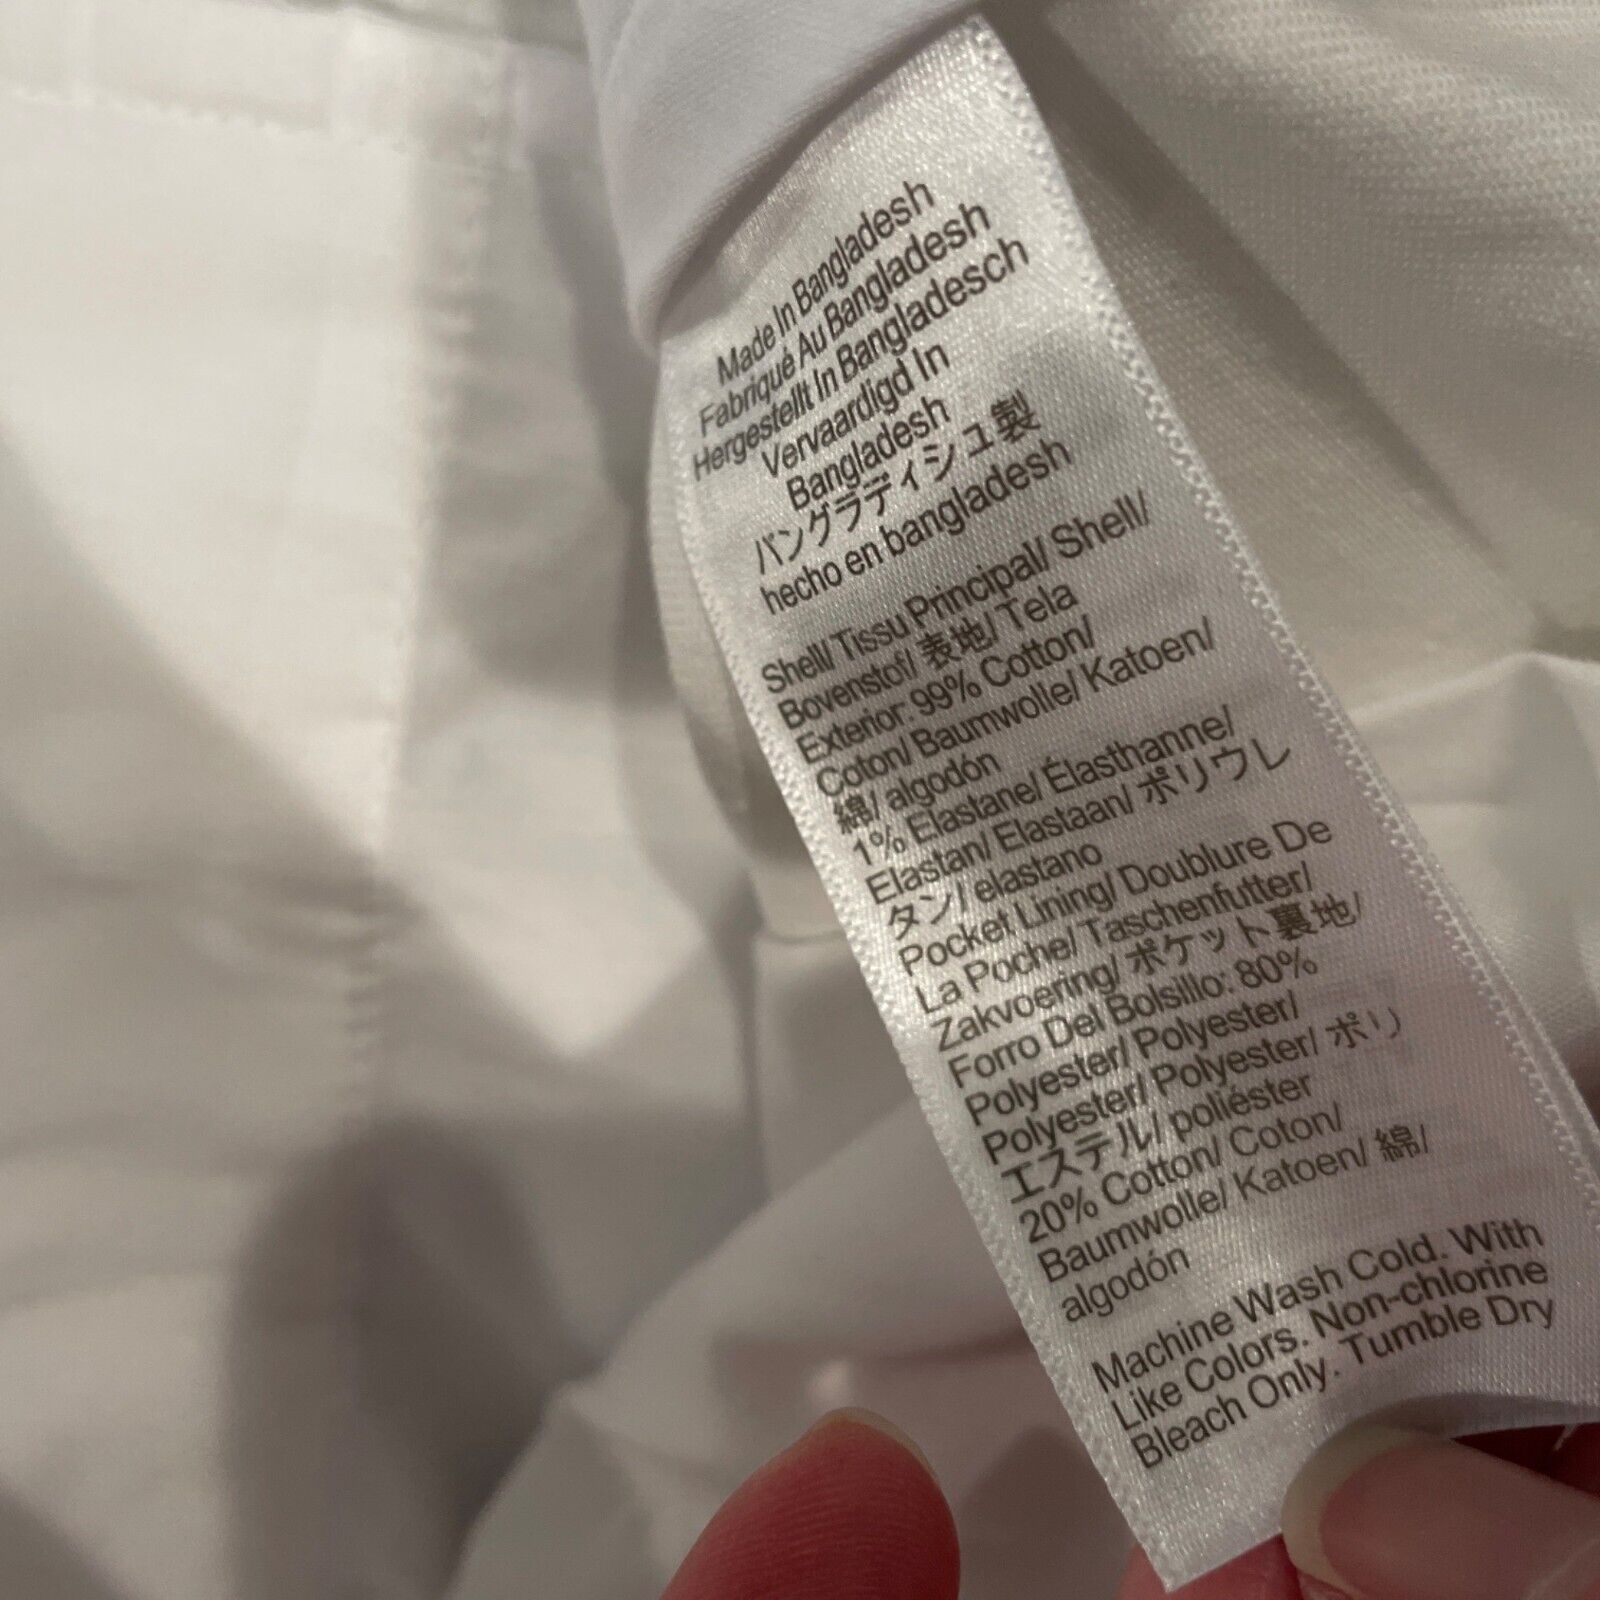 Made In Bangladesh
Fabriqué Au Bangladesh
Hergestellt In Bangladesch
Vervaardigd In
Bangladesh
バングラディシュ製
hecho en bangladesh
Shell/ Tissu Principal/ Shell/
Bovenstof/ 表地/ Tela
Exterior: 99% Cotton/
Coton/ Baumwolle/ Katoen/
綿/ algodón
1% Elastane/ Élasthanne/
Elastan/ Elastaan/ ポリウレ
タン/ elastano
Pocket Lining/ Doublure De
La Poche/ Taschenfutter/
Zakvoering/ ポケット裏地/
Forro Del Bolsillo: 80%
Polyester/ Polyester/
Polyester/ Polyester/ ポリ
エステル/ poliéster
20% Cotton/ Coton/
Baumwolle/ Katoen/ 綿/
algodón
Machine Wash Cold. With
Like Colors. Non-chlorine
Bleach Only. Tumble Dry